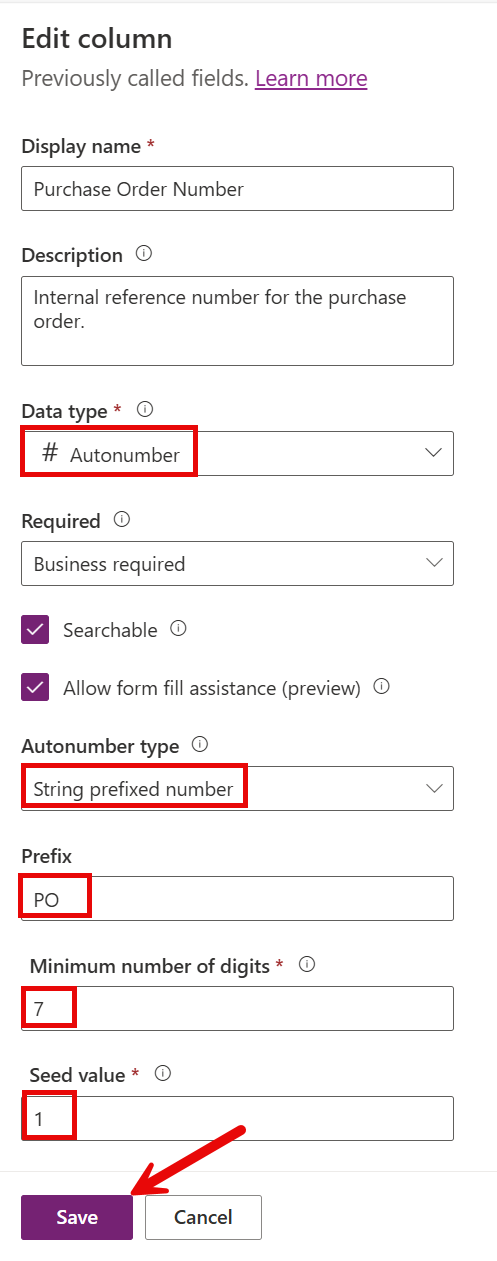 Edit column
Previously called fields. Learn more
Display name *
Purchase Order Number
Description
Internal reference number for the purchase
order.
Data type *
# Autonumber
Required
Business required
Searchable
Allow form fill assistance (preview)
Autonumber type
String prefixed number
Prefix
PO
Minimum number of digits *
7
Seed value *
1
Save Cancel